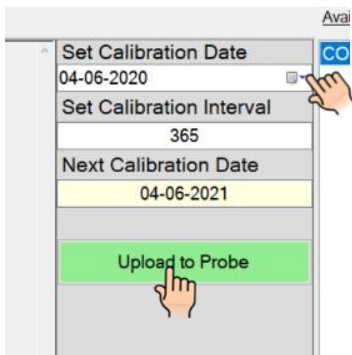 Avai
Set Calibration Date
CO
04-06-2020
Set Calibration Interval
365
Next Calibration Date
04-06-2021
Upload to Probe